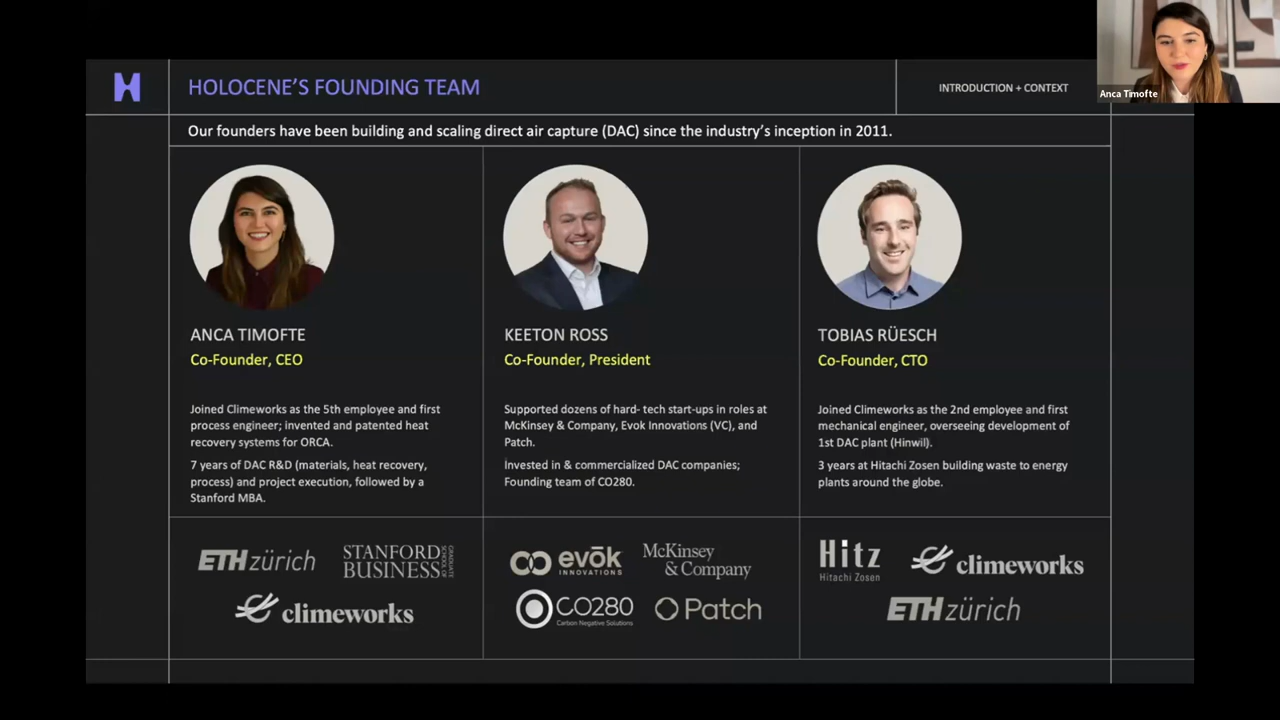 HOLOCENE'S FOUNDING TEAM
INTRODUCTION + CONTEXT
Anca Timofte
Our founders have been building and scaling direct air capture (DAC) since the industry's inception in 2011.
ANCA TIMOFTE
Co-Founder, CEO
Joined Climeworks as the 5th employee and first
process engineer; invented and patented heat
recovery systems for ORCA.
7 years of DAC R&D (materials, heat recovery,
process) and project execution, followed by a
Stanford MBA.
ETH zürich
STANFORD
BUSINESS
GRADUATE
SCHOOL OF
climeworks
KEETON ROSS
Co-Founder, President
Supported dozens of hard- tech start-ups in roles at
McKinsey & Company, Evok Innovations (VC), and
Patch.
Invested in & commercialized DAC companies;
Founding team of CO280.
evōk
INNOVATIONS
McKinsey
& Company
CO280
Carbon Negative Solutions
Patch
TOBIAS RÜESCH
Co-Founder, CTO
Joined Climeworks as the 2nd employee and first
mechanical engineer, overseeing development of
1st DAC plant (Hinwil).
3 years at Hitachi Zosen building waste to energy
plants around the globe.
Hitz
Hitachi Zosen
climeworks
ETH zürich